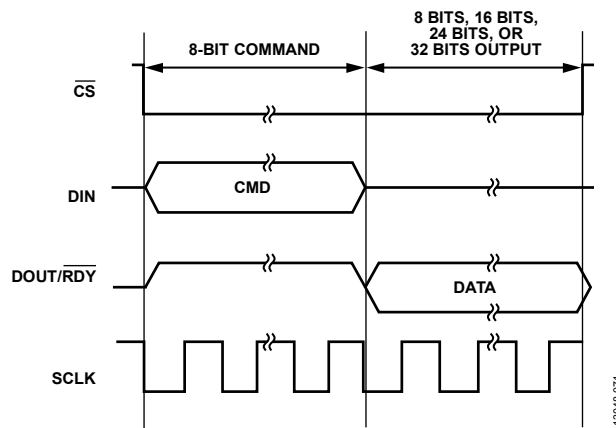 8-BIT COMMAND
8 BITS, 16 BITS,
24 BITS, OR
32 BITS OUTPUT
CS
DIN
CMD
DOUT/RDY
DATA
SCLK